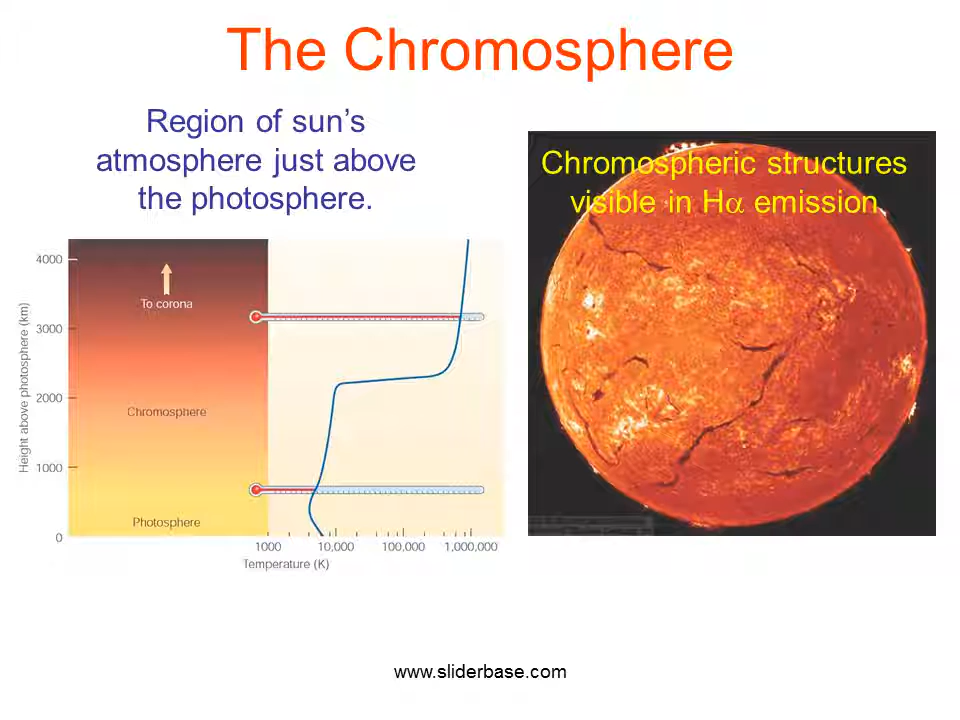 The Chromosphere
Region of sun’s
atmosphere just above
the photosphere.
Chromospheric structures
visible in Hα emission
Height above photosphere (km)
4000
3000
2000
1000
0
To corona
Chromosphere
Photosphere
1000 10,000 100,000 1,000,000
Temperature (K)
www.sliderbase.com